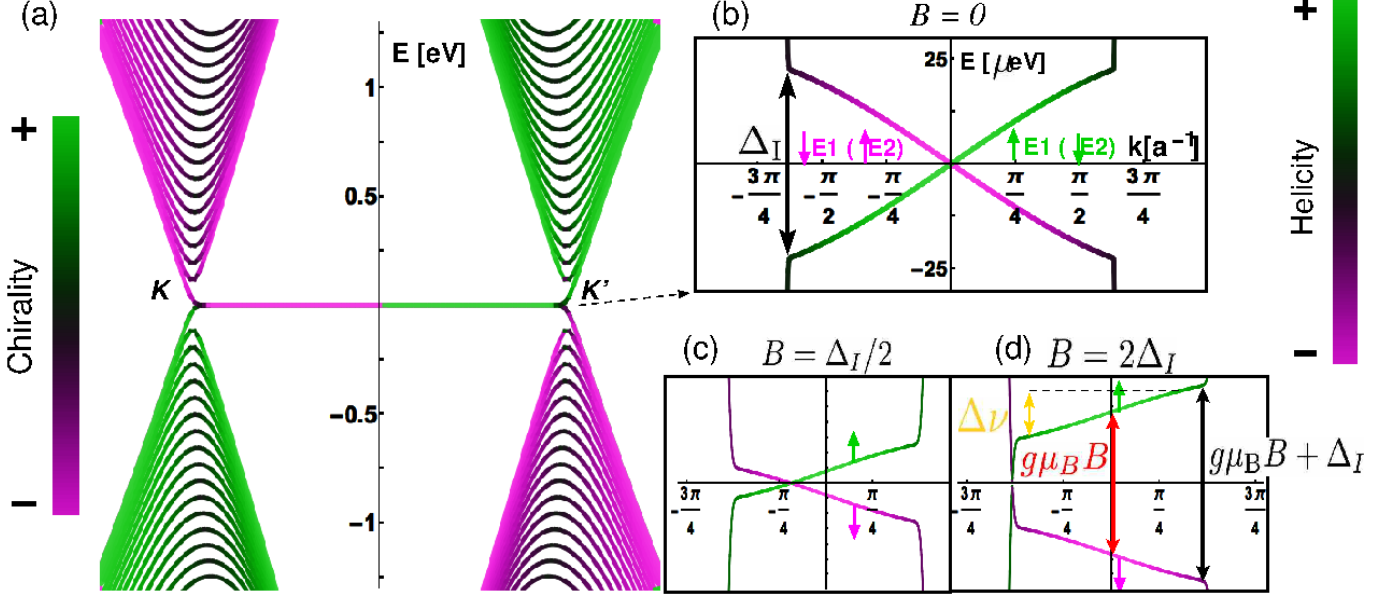 (a)
E [eV]
1
0.5
K
K'
-0.5
-1
+
Chirality
−
(b)
B = 0
E [μeV]
25
Δ_I
↓E1 (↑E2)
↑E1 (↓E2)
k[a⁻¹]
-3π/4
-π/2
-π/4
π/4
π/2
3π/4
-25
+
Helicity
−
(c)
B = Δ_I/2
-3π/4
-π/4
π/4
3π/4
(d)
B = 2Δ_I
Δν
gμ_B B
gμ_B B + Δ_I
-3π/4
-π/4
π/4
3π/4